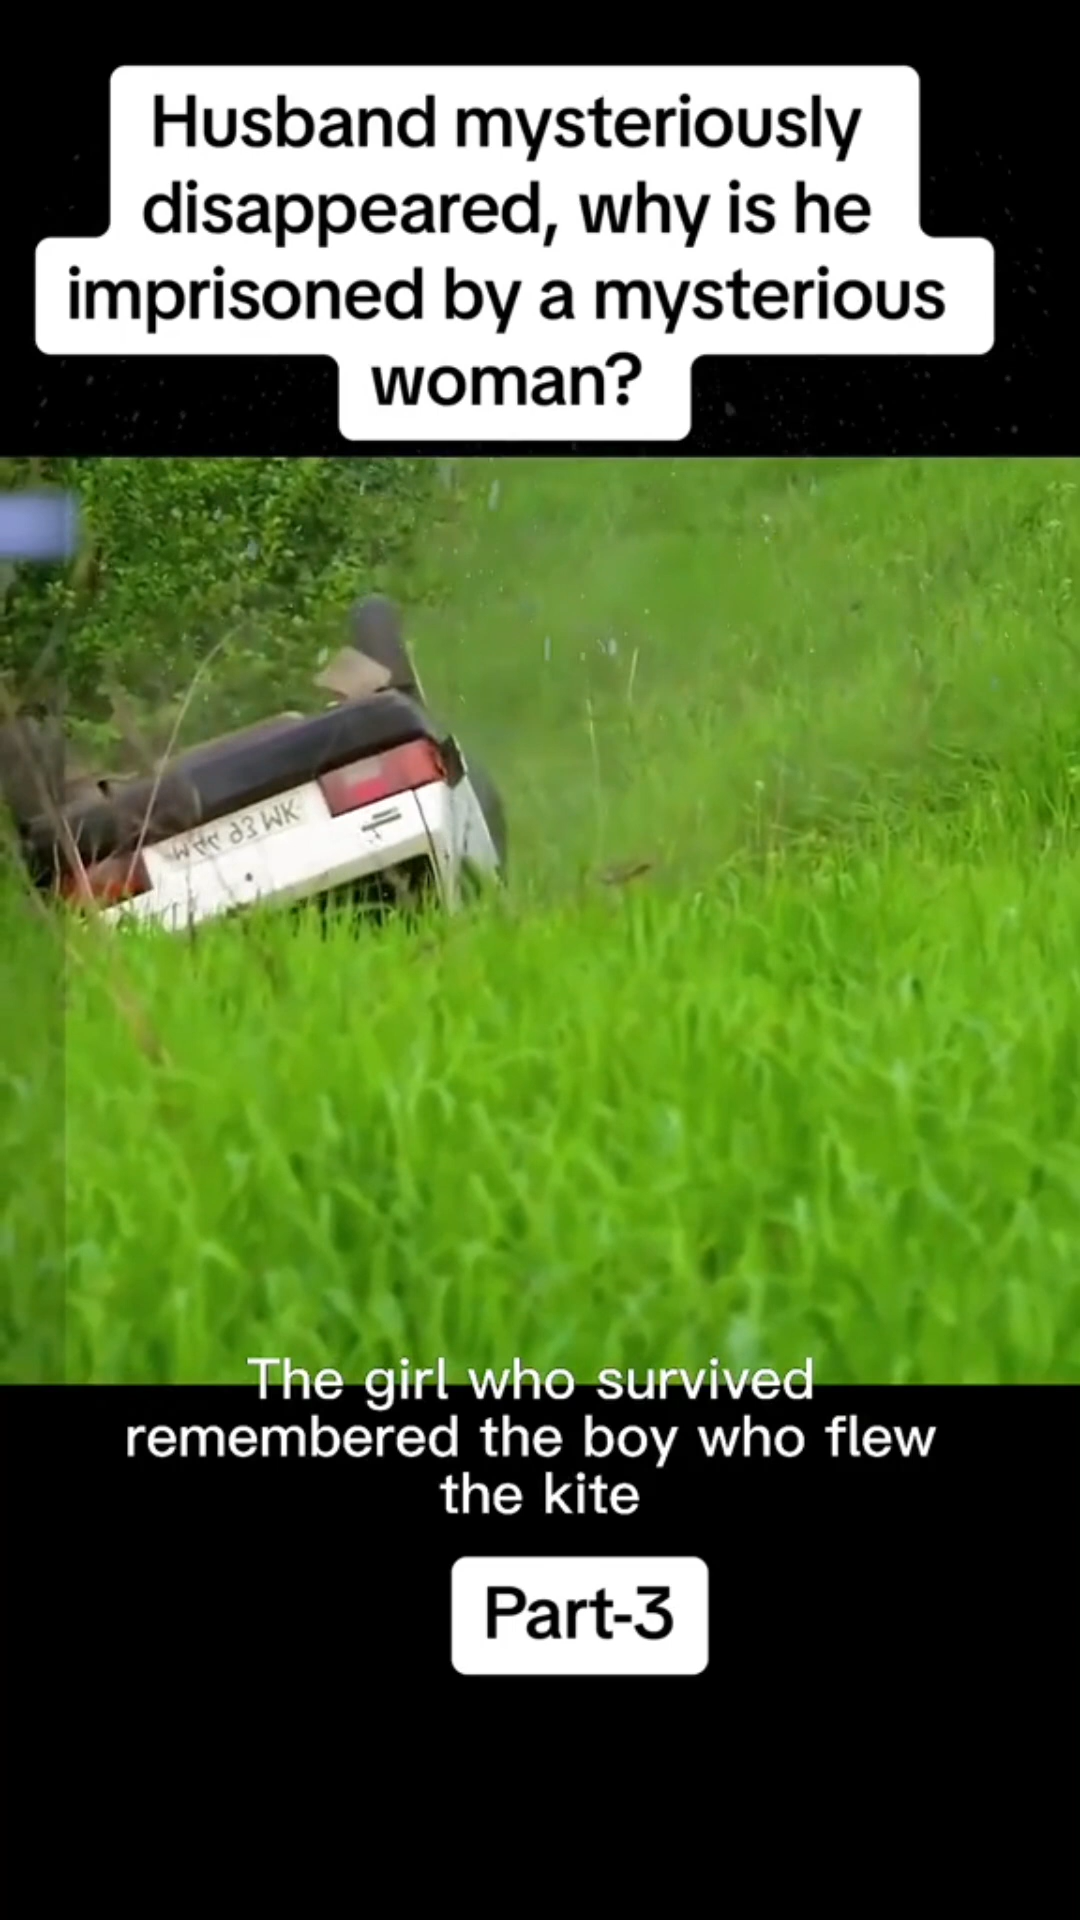 Husband mysteriously
disappeared, why is he
imprisoned by a mysterious
woman?
The girl who survived
remembered the boy who flew
the kite
Part-3